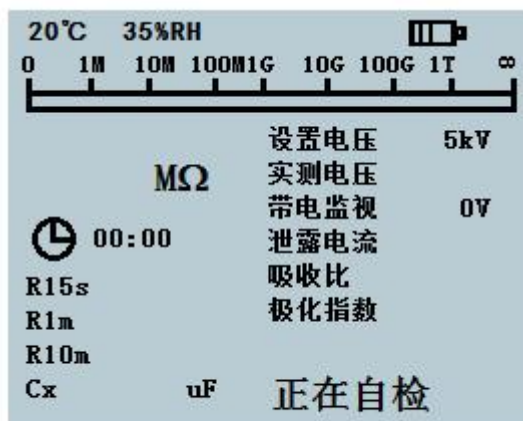 20℃ 35%RH
0 1M 10M 100M1G 10G 100G 1T ∞
设置电压 5kV
MΩ 实测电压
带电监视 0V
00:00 泄露电流
R15s 吸收比
R1m 极化指数
R10m
Cx uF 正在自检